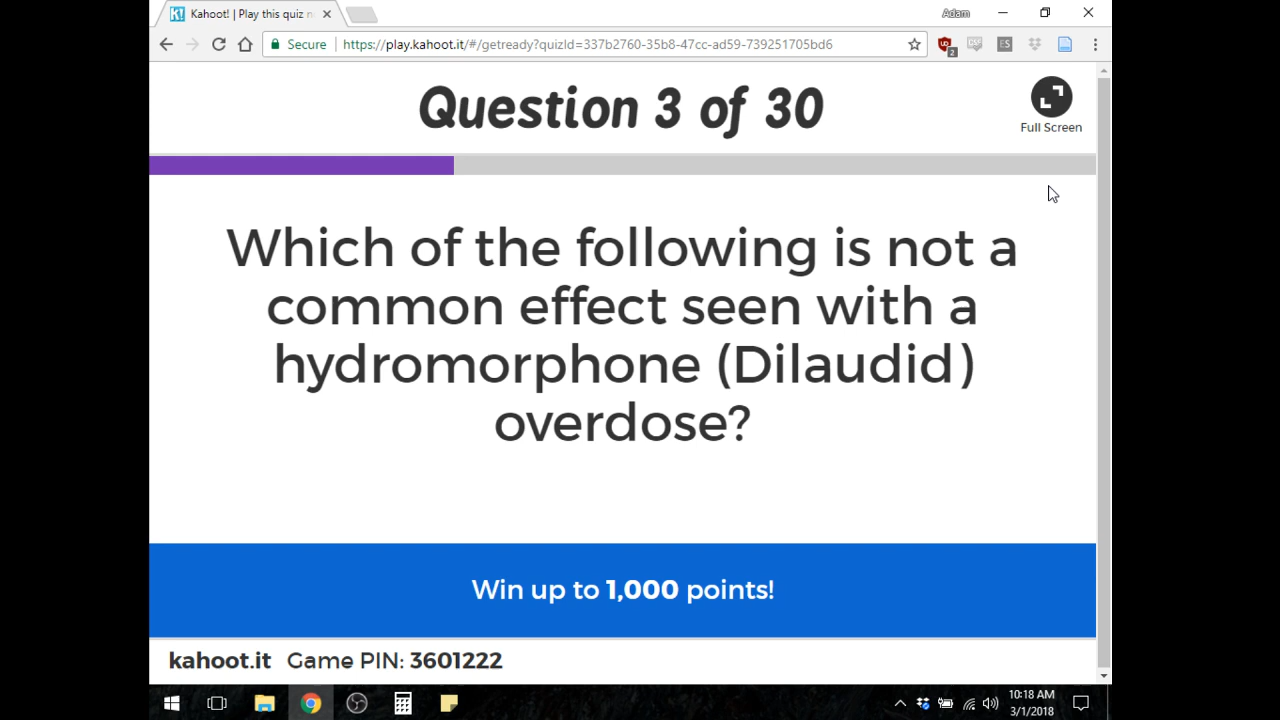 Kahoot! | Play this quiz n
Adam
Secure
https://play.kahoot.it/#/getready?quizId=337b2760-35b8-47cc-ad59-739251705bd6
2
ES
Question 3 of 30
Full Screen
Which of the following is not a
common effect seen with a
hydromorphone (Dilaudid)
overdose?
Win up to 1,000 points!
kahoot.it Game PIN: 3601222
10:18 AM
3/1/2018